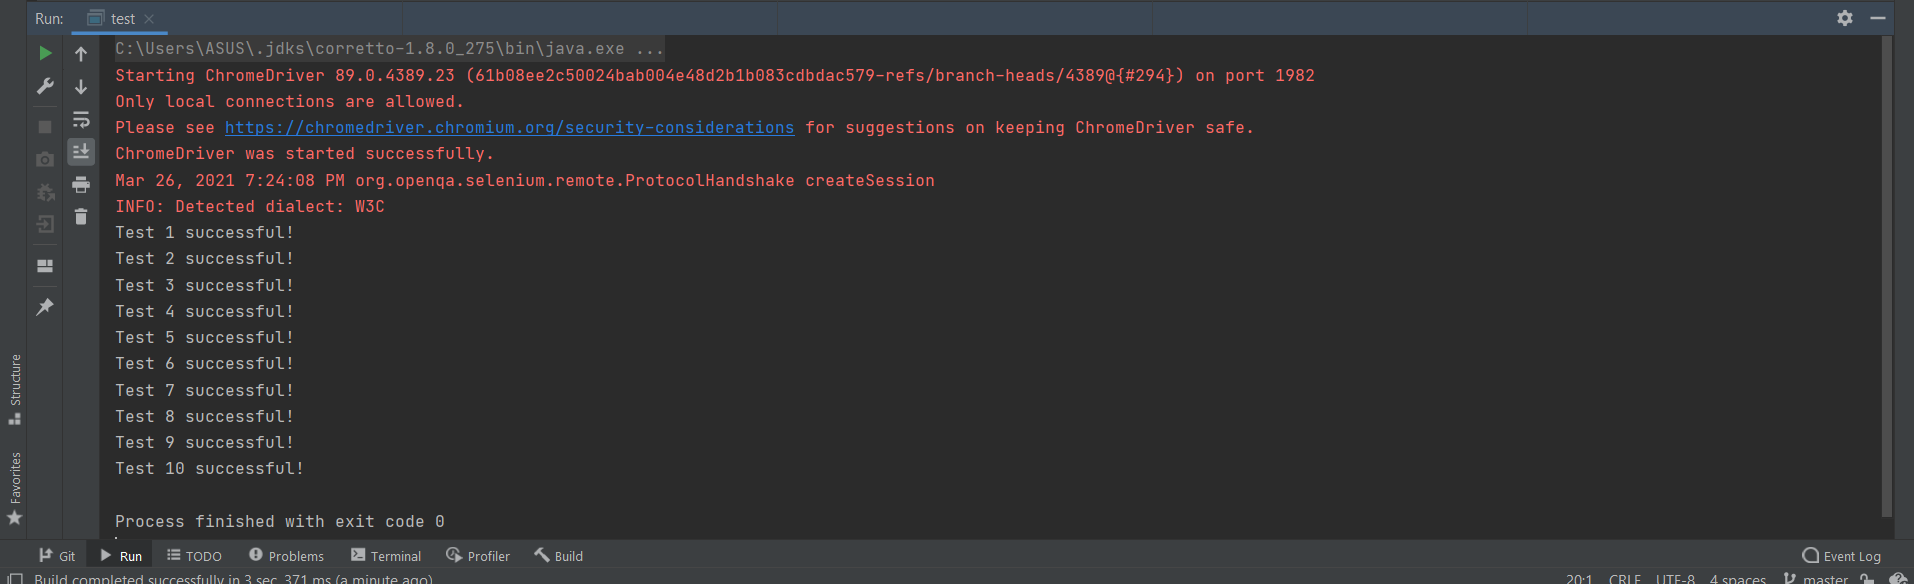 Run: test
C:\Users\ASUS\.jdks\corretto-1.8.0_275\bin\java.exe ...
Starting ChromeDriver 89.0.4389.23 (61b08ee2c50024bab004e48d2b1b083cdbdac579-refs/branch-heads/4389@{#294}) on port 1982
Only local connections are allowed.
Please see https://chromedriver.chromium.org/security-considerations for suggestions on keeping ChromeDriver safe.
ChromeDriver was started successfully.
Mar 26, 2021 7:24:08 PM org.openqa.selenium.remote.ProtocolHandshake createSession
INFO: Detected dialect: W3C
Test 1 successful!
Test 2 successful!
Test 3 successful!
Test 4 successful!
Test 5 successful!
Test 6 successful!
Test 7 successful!
Test 8 successful!
Test 9 successful!
Test 10 successful!
Process finished with exit code 0
Structure
Favorites
Git Run TODO Problems Terminal Profiler Build Event Log
Build completed successfully in 3 sec, 371 ms (a minute ago) 20:1 CRLF UTF-8 4 spaces master